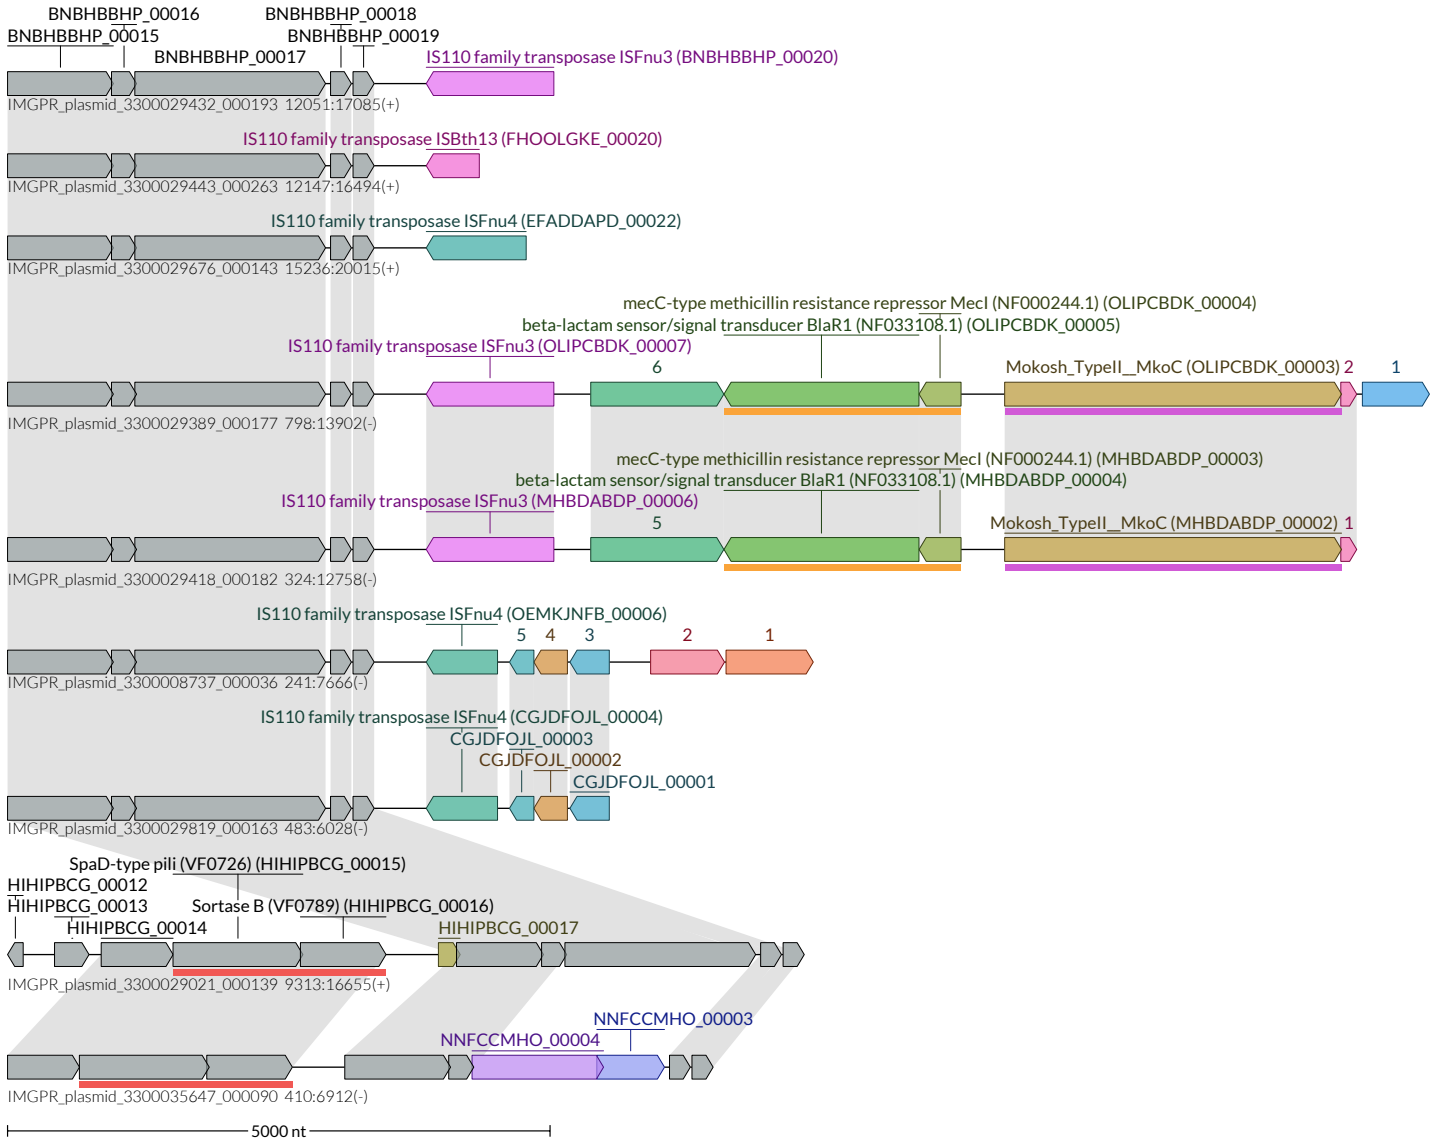 BNBHBBHP_00016
BNBHBBHP_00018
BNBHBBHP_00015
BNBHBBHP_00019
BNBHBBHP_00017
IS110 family transposase ISFnu3 (BNBHBBHP_00020)
IMGPR_plasmid_3300029432_000193 12051:17085(+)
IS110 family transposase ISBth13 (FHOOLGKE_00020)
IMGPR_plasmid_3300029443_000263 12147:16494(+)
IS110 family transposase ISFnu4 (EFADDAPD_00022)
IMGPR_plasmid_3300029676_000143 15236:20015(+)
mecC-type methicillin resistance repressor MecI (NF000244.1) (OLIPCBDK_00004)
beta-lactam sensor/signal transducer BlaR1 (NF033108.1) (OLIPCBDK_00005)
IS110 family transposase ISFnu3 (OLIPCBDK_00007)
6
Mokosh_TypeII__MkoC (OLIPCBDK_00003)
2
1
IMGPR_plasmid_3300029389_000177 798:13902(-)
mecC-type methicillin resistance repressor MecI (NF000244.1) (MHBDABDP_00003)
beta-lactam sensor/signal transducer BlaR1 (NF033108.1) (MHBDABDP_00004)
IS110 family transposase ISFnu3 (MHBDABDP_00006)
5
Mokosh_TypeII__MkoC (MHBDABDP_00002)
1
IMGPR_plasmid_3300029418_000182 324:12758(-)
IS110 family transposase ISFnu4 (OEMKJNFB_00006)
5
4
3
2
1
IMGPR_plasmid_3300008737_000036 241:7666(-)
IS110 family transposase ISFnu4 (CGJDFOJL_00004)
CGJDFOJL_00003
CGJDFOJL_00002
CGJDFOJL_00001
IMGPR_plasmid_3300029819_000163 483:6028(-)
SpaD-type pili (VF0726) (HIHIPBCG_00015)
HIHIPBCG_00012
HIHIPBCG_00013
Sortase B (VF0789) (HIHIPBCG_00016)
HIHIPBCG_00014
HIHIPBCG_00017
IMGPR_plasmid_3300029021_000139 9313:16655(+)
NNFCCMHO_00003
NNFCCMHO_00004
IMGPR_plasmid_3300035647_000090 410:6912(-)
5000 nt